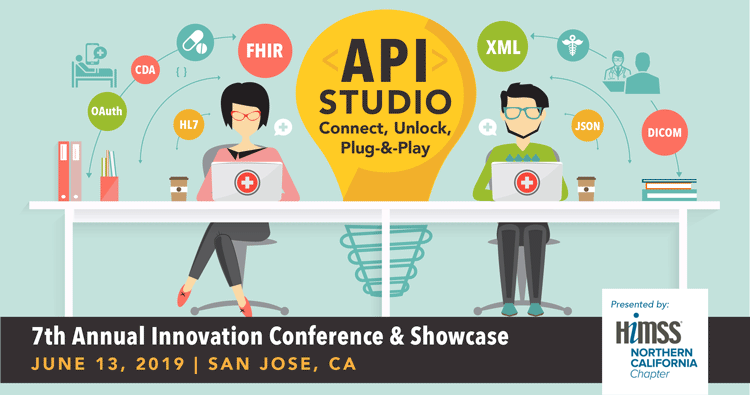 FHIR
CDA
OAuth
HL7
{ }
<API>
STUDIO
Connect, Unlock,
Plug-&-Play
XML
JSON
DICOM
7th Annual Innovation Conference & Showcase
JUNE 13, 2019 | SAN JOSE, CA
Presented by:
HiMSS®
NORTHERN
CALIFORNIA
Chapter